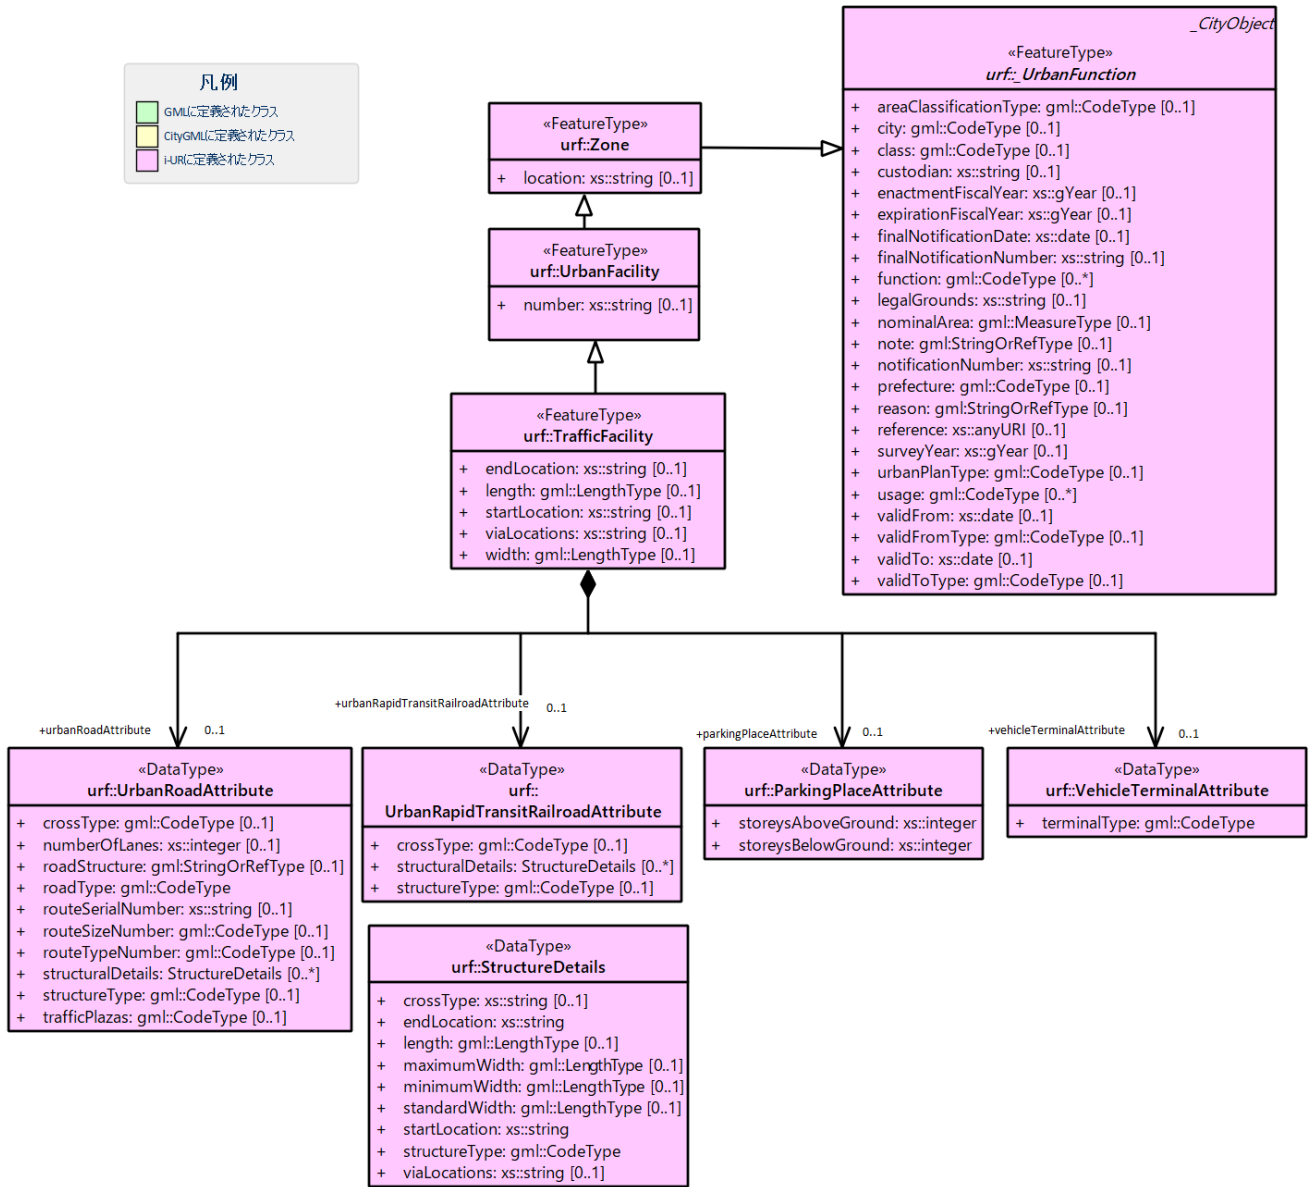 凡例
GMLに定義されたクラス
CityGMLに定義されたクラス
i-URに定義されたクラス
_CityObject
«FeatureType»
urf::_UrbanFunction
+ areaClassificationType: gml::CodeType [0..1]
+ city: gml::CodeType [0..1]
+ class: gml::CodeType [0..1]
+ custodian: xs::string [0..1]
+ enactmentFiscalYear: xs::gYear [0..1]
+ expirationFiscalYear: xs::gYear [0..1]
+ finalNotificationDate: xs::date [0..1]
+ finalNotificationNumber: xs::string [0..1]
+ function: gml::CodeType [0..*]
+ legalGrounds: xs::string [0..1]
+ nominalArea: gml::MeasureType [0..1]
+ note: gml:StringOrRefType [0..1]
+ notificationNumber: xs::string [0..1]
+ prefecture: gml::CodeType [0..1]
+ reason: gml:StringOrRefType [0..1]
+ reference: xs::anyURI [0..1]
+ surveyYear: xs::gYear [0..1]
+ urbanPlanType: gml::CodeType [0..1]
+ usage: gml::CodeType [0..*]
+ validFrom: xs::date [0..1]
+ validFromType: gml::CodeType [0..1]
+ validTo: xs::date [0..1]
+ validToType: gml::CodeType [0..1]
«FeatureType»
urf::Zone
+ location: xs::string [0..1]
«FeatureType»
urf::UrbanFacility
+ number: xs::string [0..1]
«FeatureType»
urf::TrafficFacility
+ endLocation: xs::string [0..1]
+ length: gml::LengthType [0..1]
+ startLocation: xs::string [0..1]
+ viaLocations: xs::string [0..1]
+ width: gml::LengthType [0..1]
+urbanRoadAttribute 0..1
+urbanRapidTransitRailroadAttribute 0..1
+parkingPlaceAttribute 0..1
+vehicleTerminalAttribute 0..1
«DataType»
urf::UrbanRoadAttribute
+ crossType: gml::CodeType [0..1]
+ numberOfLanes: xs::integer [0..1]
+ roadStructure: gml:StringOrRefType [0..1]
+ roadType: gml::CodeType
+ routeSerialNumber: xs::string [0..1]
+ routeSizeNumber: gml::CodeType [0..1]
+ routeTypeNumber: gml::CodeType [0..1]
+ structuralDetails: StructureDetails [0..*]
+ structureType: gml::CodeType [0..1]
+ trafficPlazas: gml::CodeType [0..1]
«DataType»
urf::
UrbanRapidTransitRailroadAttribute
+ crossType: gml::CodeType [0..1]
+ structuralDetails: StructureDetails [0..*]
+ structureType: gml::CodeType [0..1]
«DataType»
urf::ParkingPlaceAttribute
+ storeysAboveGround: xs::integer
+ storeysBelowGround: xs::integer
«DataType»
urf::VehicleTerminalAttribute
+ terminalType: gml::CodeType
«DataType»
urf::StructureDetails
+ crossType: xs::string [0..1]
+ endLocation: xs::string
+ length: gml::LengthType [0..1]
+ maximumWidth: gml::LengthType [0..1]
+ minimumWidth: gml::LengthType [0..1]
+ standardWidth: gml::LengthType [0..1]
+ startLocation: xs::string
+ structureType: gml::CodeType
+ viaLocations: xs::string [0..1]